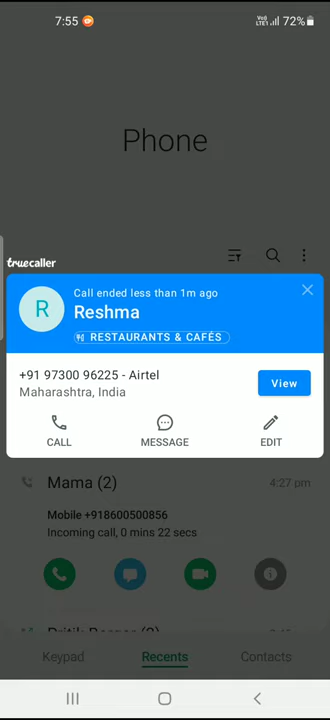 7:55
VoD
LTE1
72%
Phone
truecaller
Call ended less than 1m ago
R
Reshma
RESTAURANTS & CAFÉS
+91 97300 96225 - Airtel
Maharashtra, India
View
CALL
MESSAGE
EDIT
Mama (2)
4:27 pm
Mobile +918600500856
Incoming call, 0 mins 22 secs
Keypad
Recents
Contacts